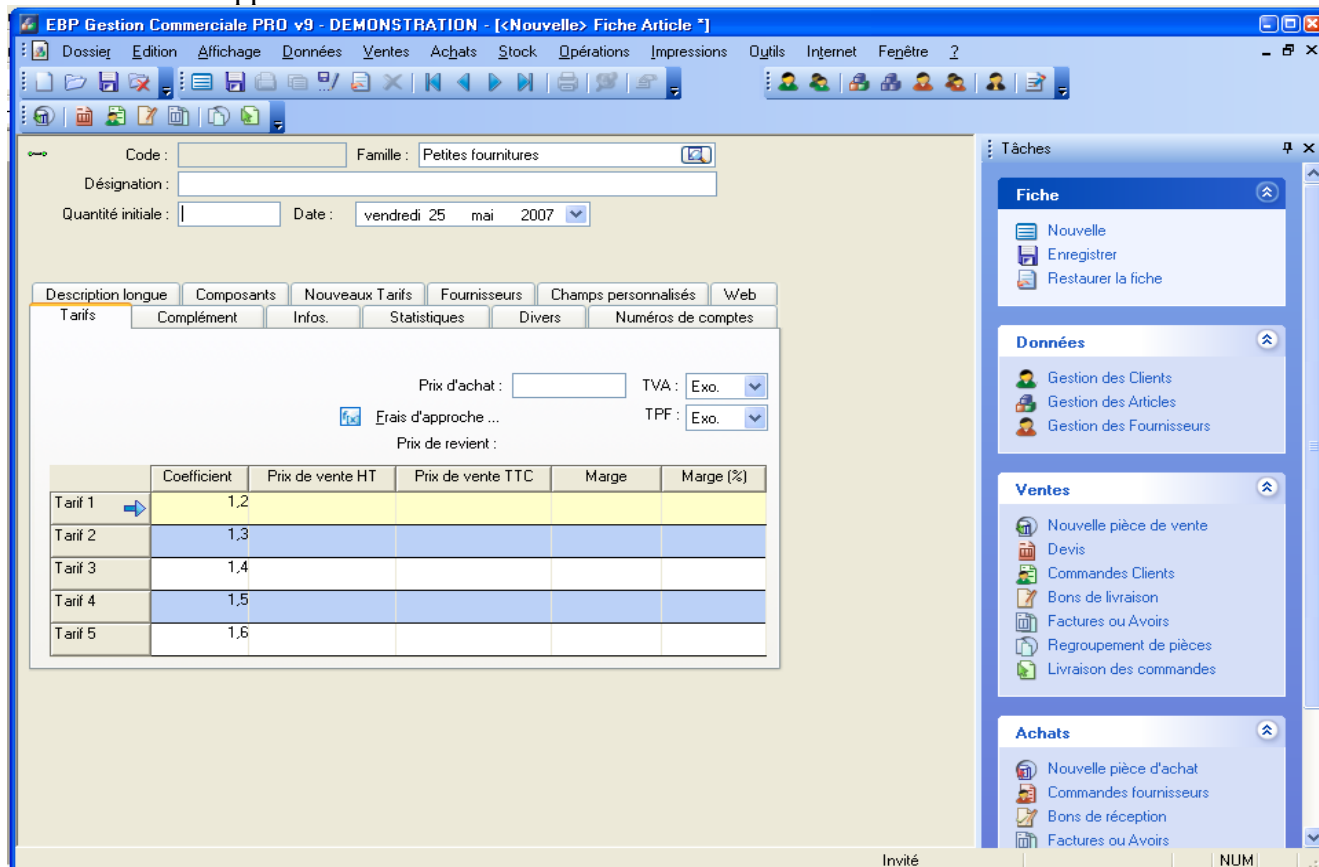 EBP Gestion Commerciale PRO v9 - DEMONSTRATION - [<Nouvelle> Fiche Article *]
Dossier Edition Affichage Données Ventes Achats Stock Opérations Impressions Outils Internet Fenêtre ?
Code : Famille : Petites fournitures
Désignation :
Quantité initiale : Date : vendredi 25 mai 2007
Description longue Composants Nouveaux Tarifs Fournisseurs Champs personnalisés Web
Tarifs Complément Infos. Statistiques Divers Numéros de comptes
Prix d'achat : TVA : Exo.
Frais d'approche ... TPF : Exo.
Prix de revient :
Coefficient Prix de vente HT Prix de vente TTC Marge Marge (%)
Tarif 1 1,2
Tarif 2 1,3
Tarif 3 1,4
Tarif 4 1,5
Tarif 5 1,6
Tâches
Fiche
Nouvelle
Enregistrer
Restaurer la fiche
Données
Gestion des Clients
Gestion des Articles
Gestion des Fournisseurs
Ventes
Nouvelle pièce de vente
Devis
Commandes Clients
Bons de livraison
Factures ou Avoirs
Regroupement de pièces
Livraison des commandes
Achats
Nouvelle pièce d'achat
Commandes fournisseurs
Bons de réception
Factures ou Avoirs
Invité NUM